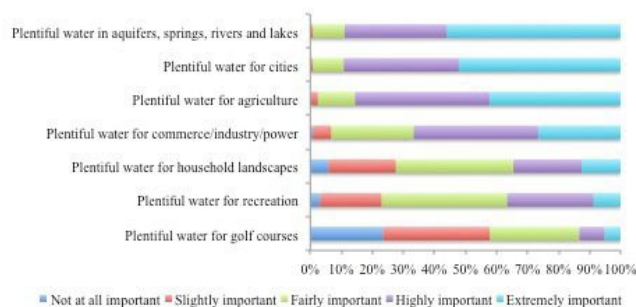 Plentiful water in aquifers, springs, rivers and lakes
Plentiful water for cities
Plentiful water for agriculture
Plentiful water for commerce/industry/power
Plentiful water for household landscapes
Plentiful water for recreation
Plentiful water for golf courses
0% 10% 20% 30% 40% 50% 60% 70% 80% 90% 100%
Not at all important Slightly important Fairly important Highly important Extremely important